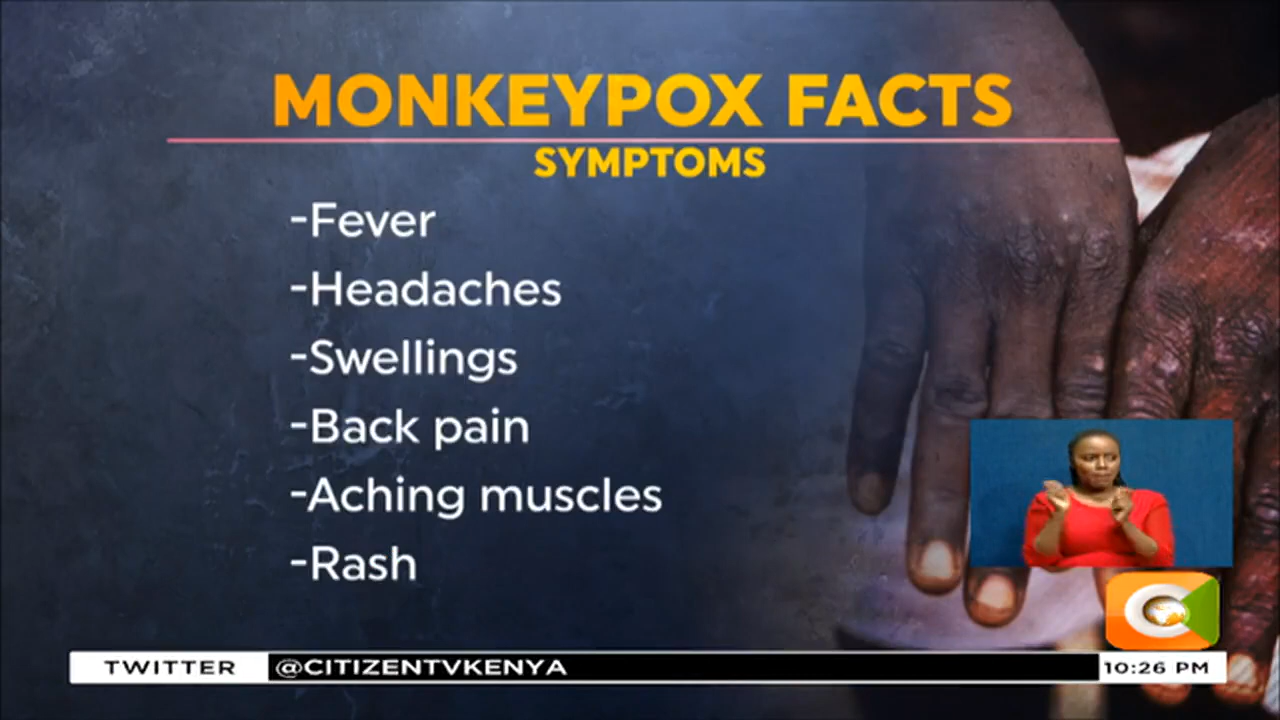 MONKEYPOX FACTS
SYMPTOMS
-Fever
-Headaches
-Swellings
-Back pain
-Aching muscles
-Rash
TWITTER @CITIZENTVKENYA 10:26 PM